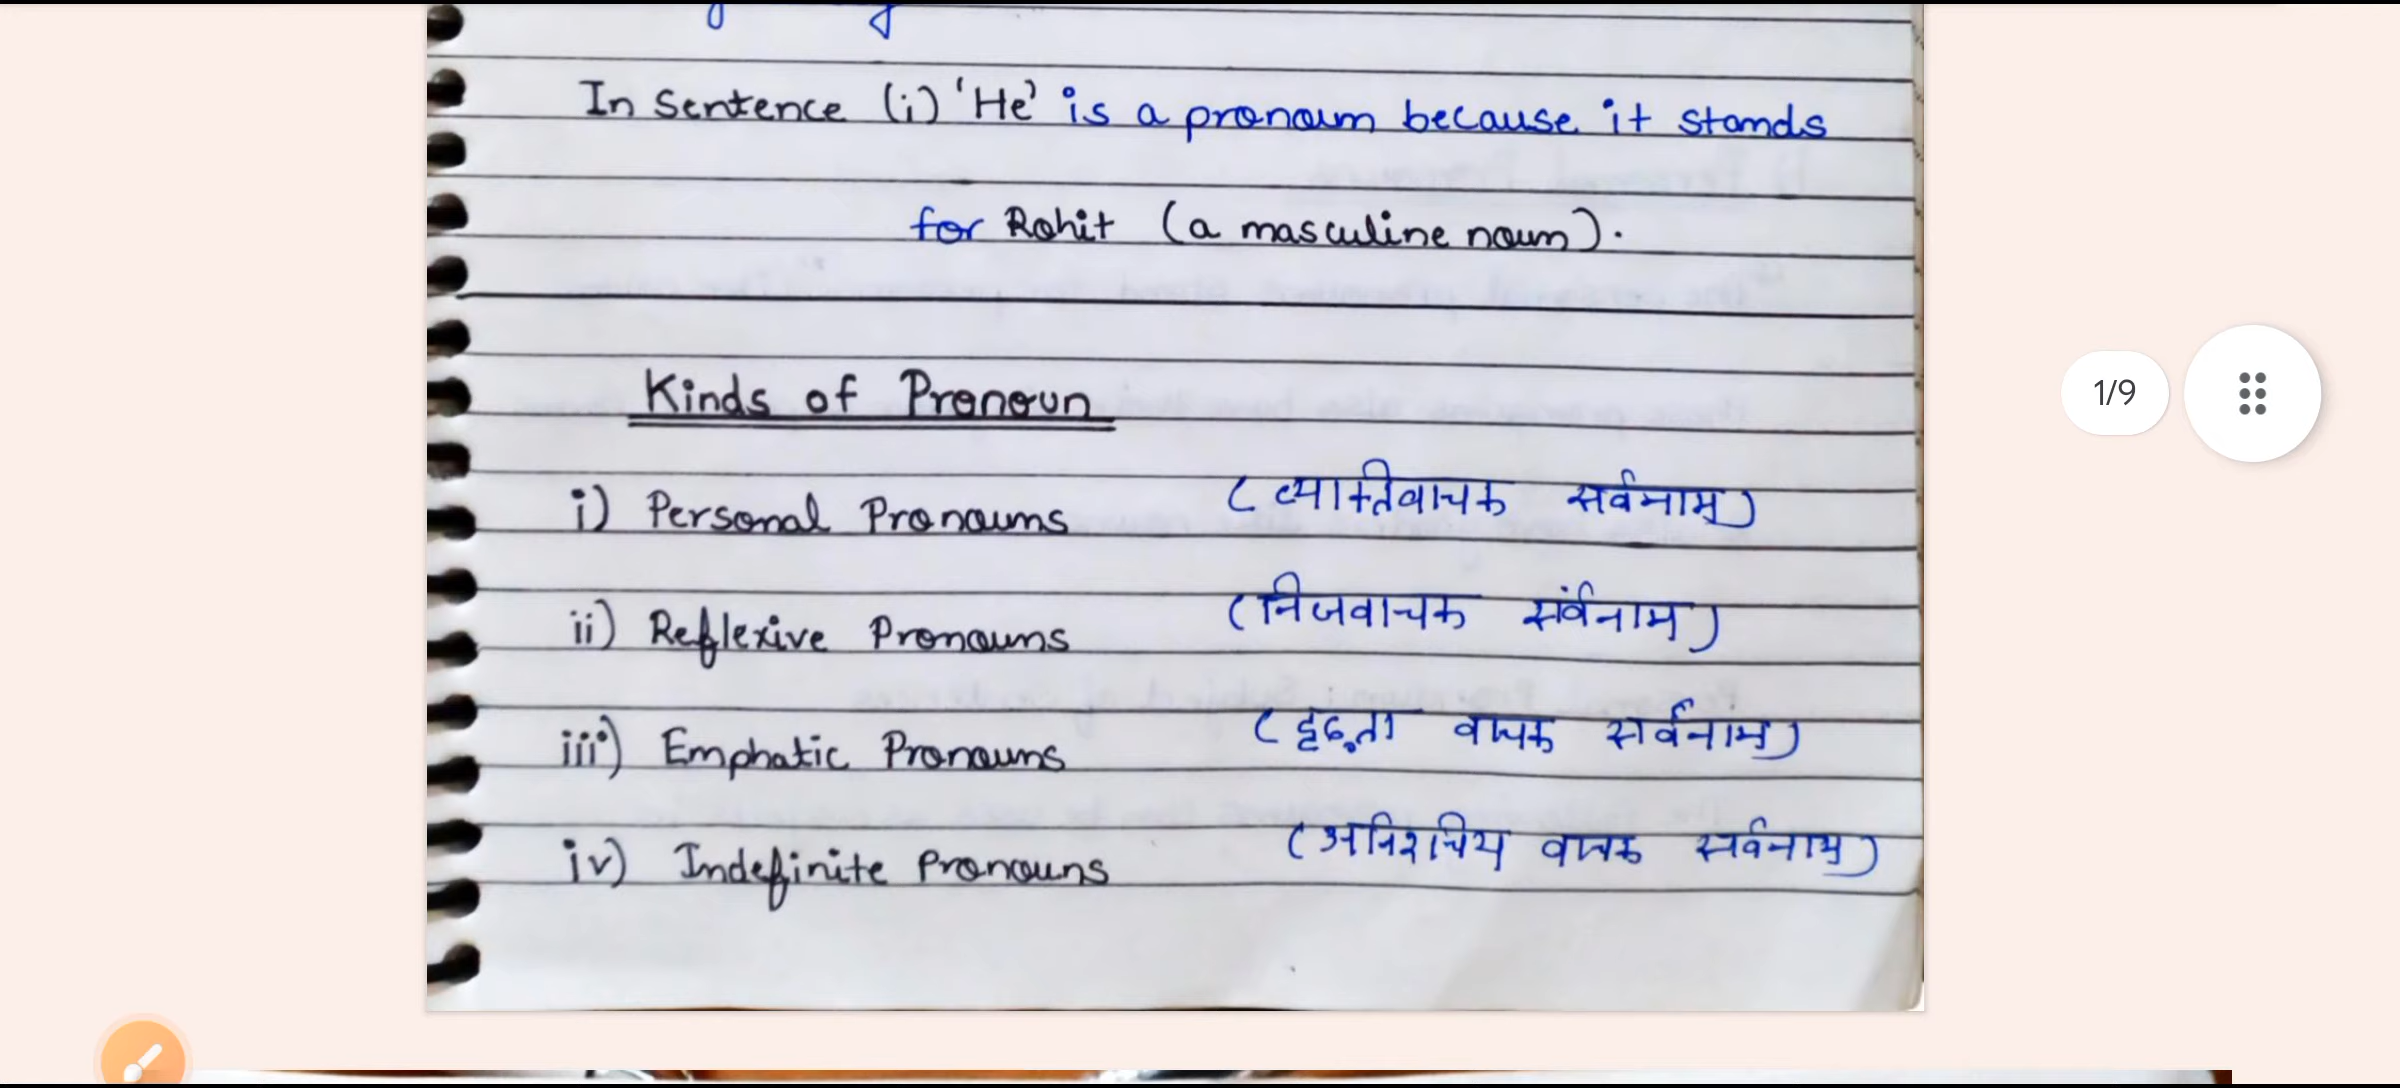 In Sentence (i) 'He' is a pronoun because it stands
for Rohit (a masculine noun).
1/9
Kinds of Pronoun
i) Personal Pronouns (व्याक्तिवाचक सर्वनाम)
ii) Reflexive Pronouns (निजवाचक सर्वनाम)
iii) Emphatic Pronouns (दृढ़ता वाचक सर्वनाम)
iv) Indefinite Pronouns (वाचक सर्वनाम)